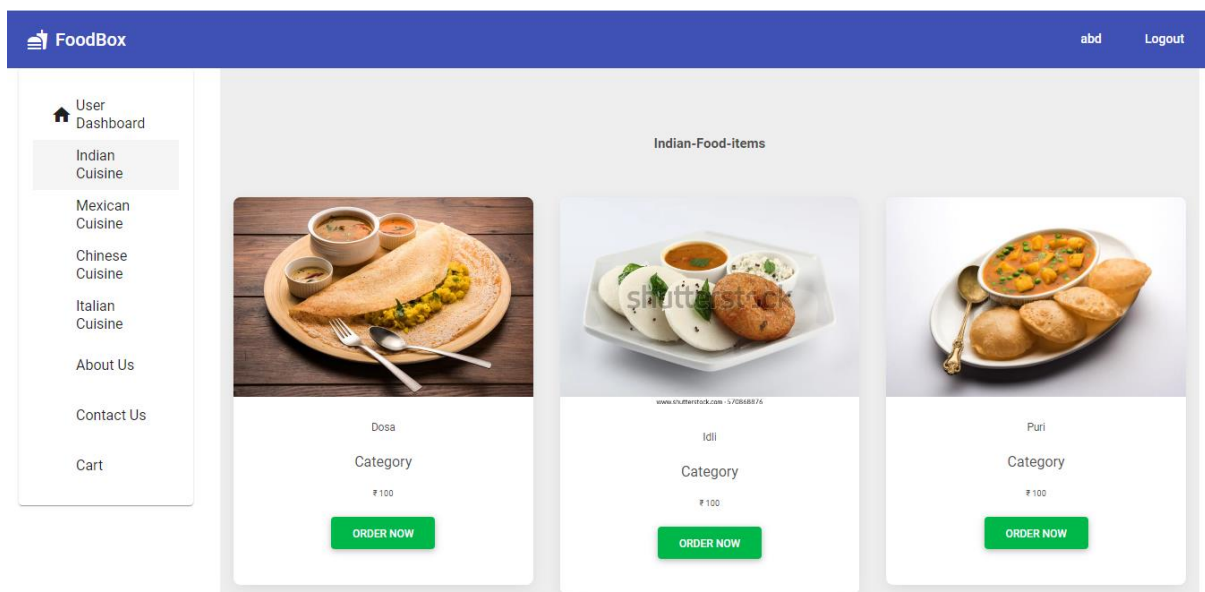 FoodBox
abd
Logout
User
Dashboard
Indian
Cuisine
Mexican
Cuisine
Chinese
Cuisine
Italian
Cuisine
About Us
Contact Us
Cart
Indian-Food-items
shutterstock
www.shutterstock.com · 570868876
Dosa
Category
₹ 100
ORDER NOW
Idli
Category
₹ 100
ORDER NOW
Puri
Category
₹ 100
ORDER NOW